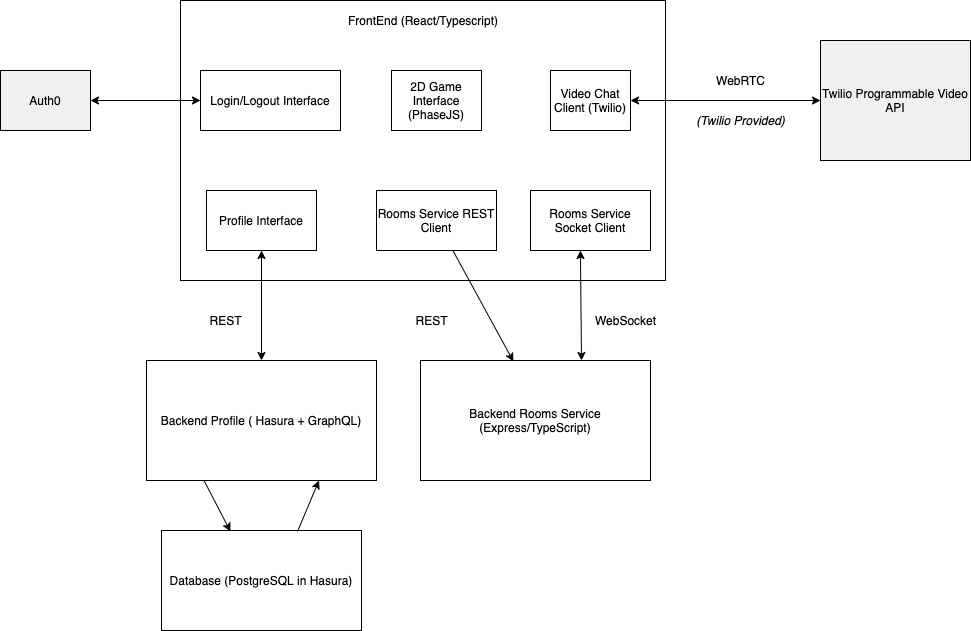 FrontEnd (React/Typescript)
Auth0
Login/Logout Interface
2D Game
Interface
(PhaseJS)
Video Chat
Client (Twilio)
WebRTC
(Twilio Provided)
Twilio Programmable Video
API
Profile Interface
Rooms Service REST
Client
Rooms Service
Socket Client
REST
REST
WebSocket
Backend Profile ( Hasura + GraphQL)
Backend Rooms Service
(Express/TypeScript)
Database (PostgreSQL in Hasura)